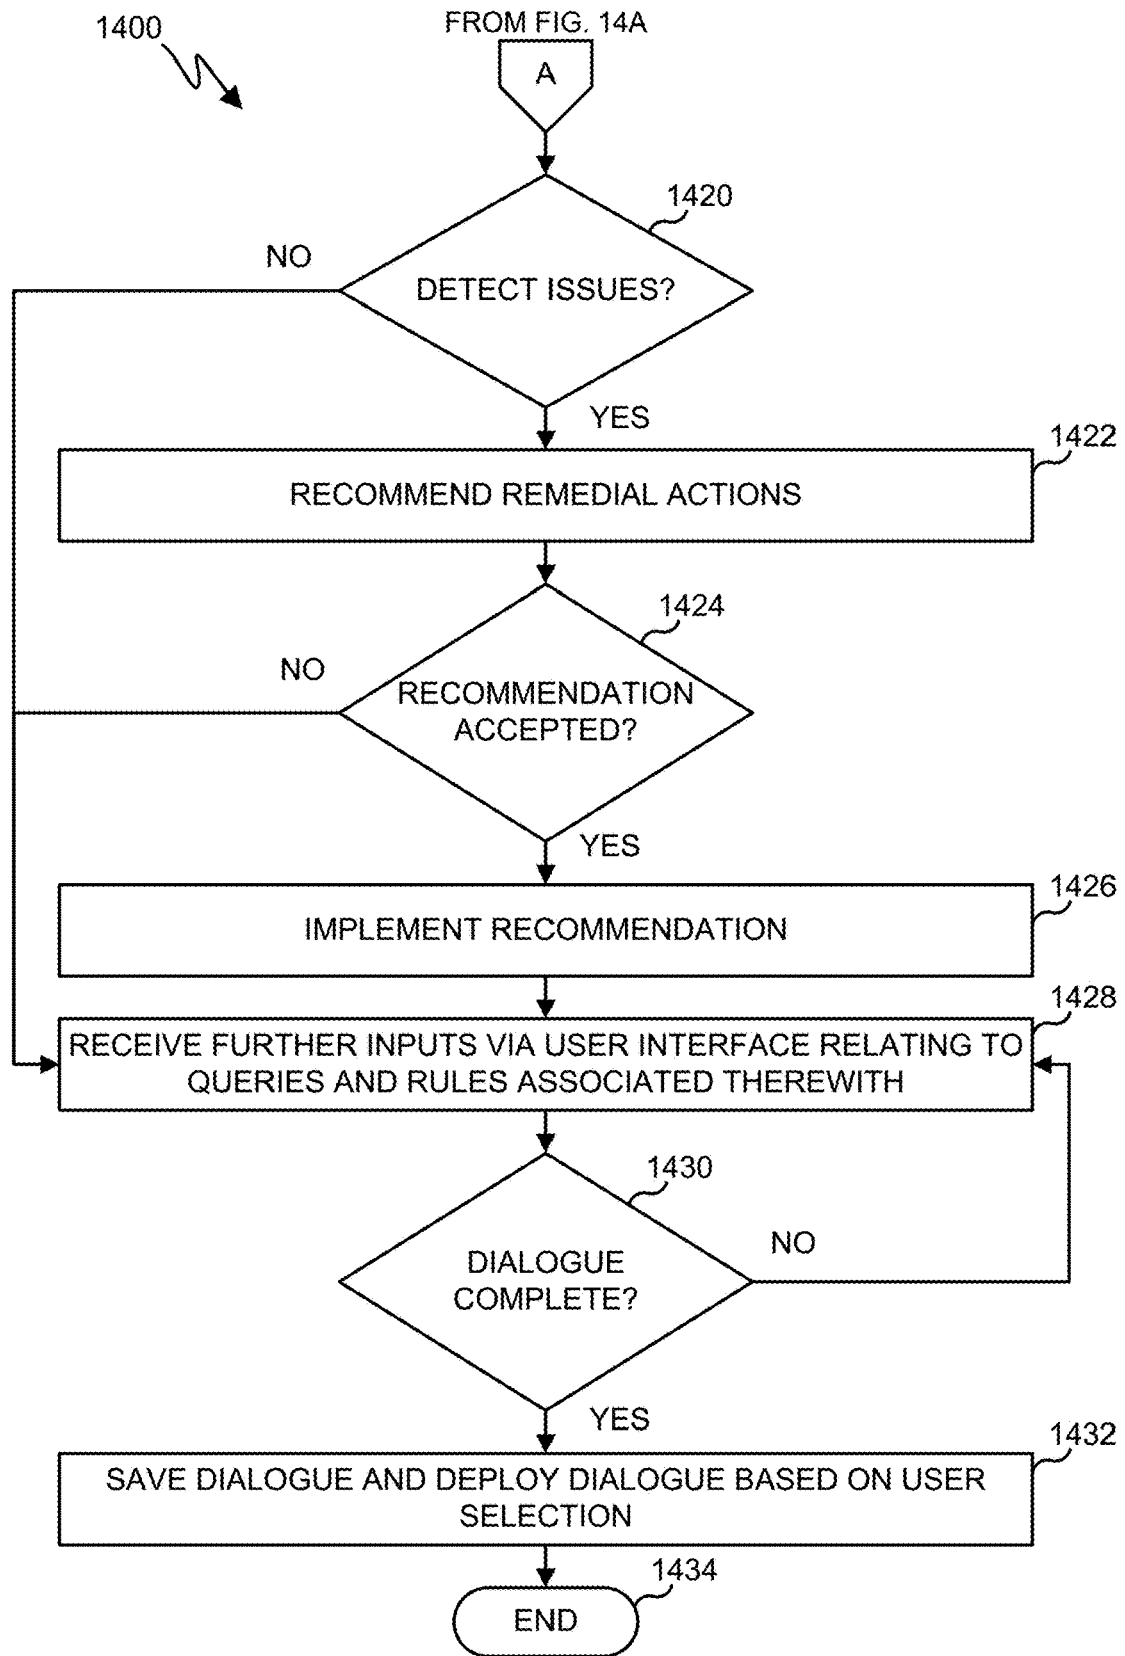 FROM FIG. 14A
1400
A
1420
NO
DETECT ISSUES?
YES
1422
RECOMMEND REMEDIAL ACTIONS
1424
NO
RECOMMENDATION
ACCEPTED?
YES
1426
IMPLEMENT RECOMMENDATION
1428
RECEIVE FURTHER INPUTS VIA USER INTERFACE RELATING TO
QUERIES AND RULES ASSOCIATED THEREWITH
1430
NO
DIALOGUE
COMPLETE?
YES
1432
SAVE DIALOGUE AND DEPLOY DIALOGUE BASED ON USER
SELECTION
1434
END